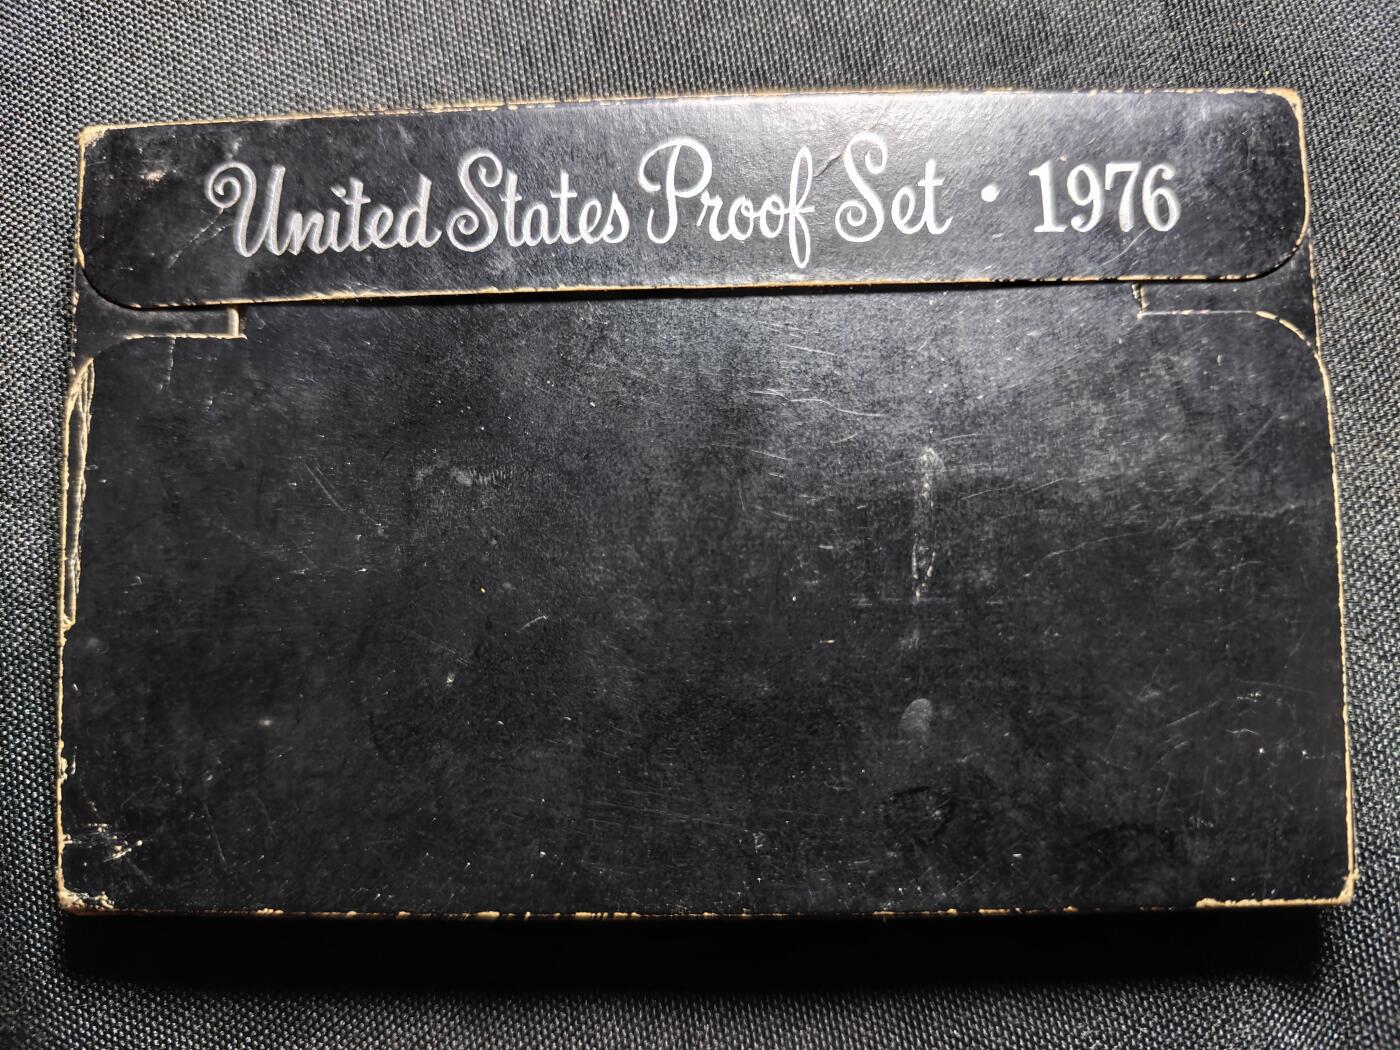 United States Proof Set • 1976